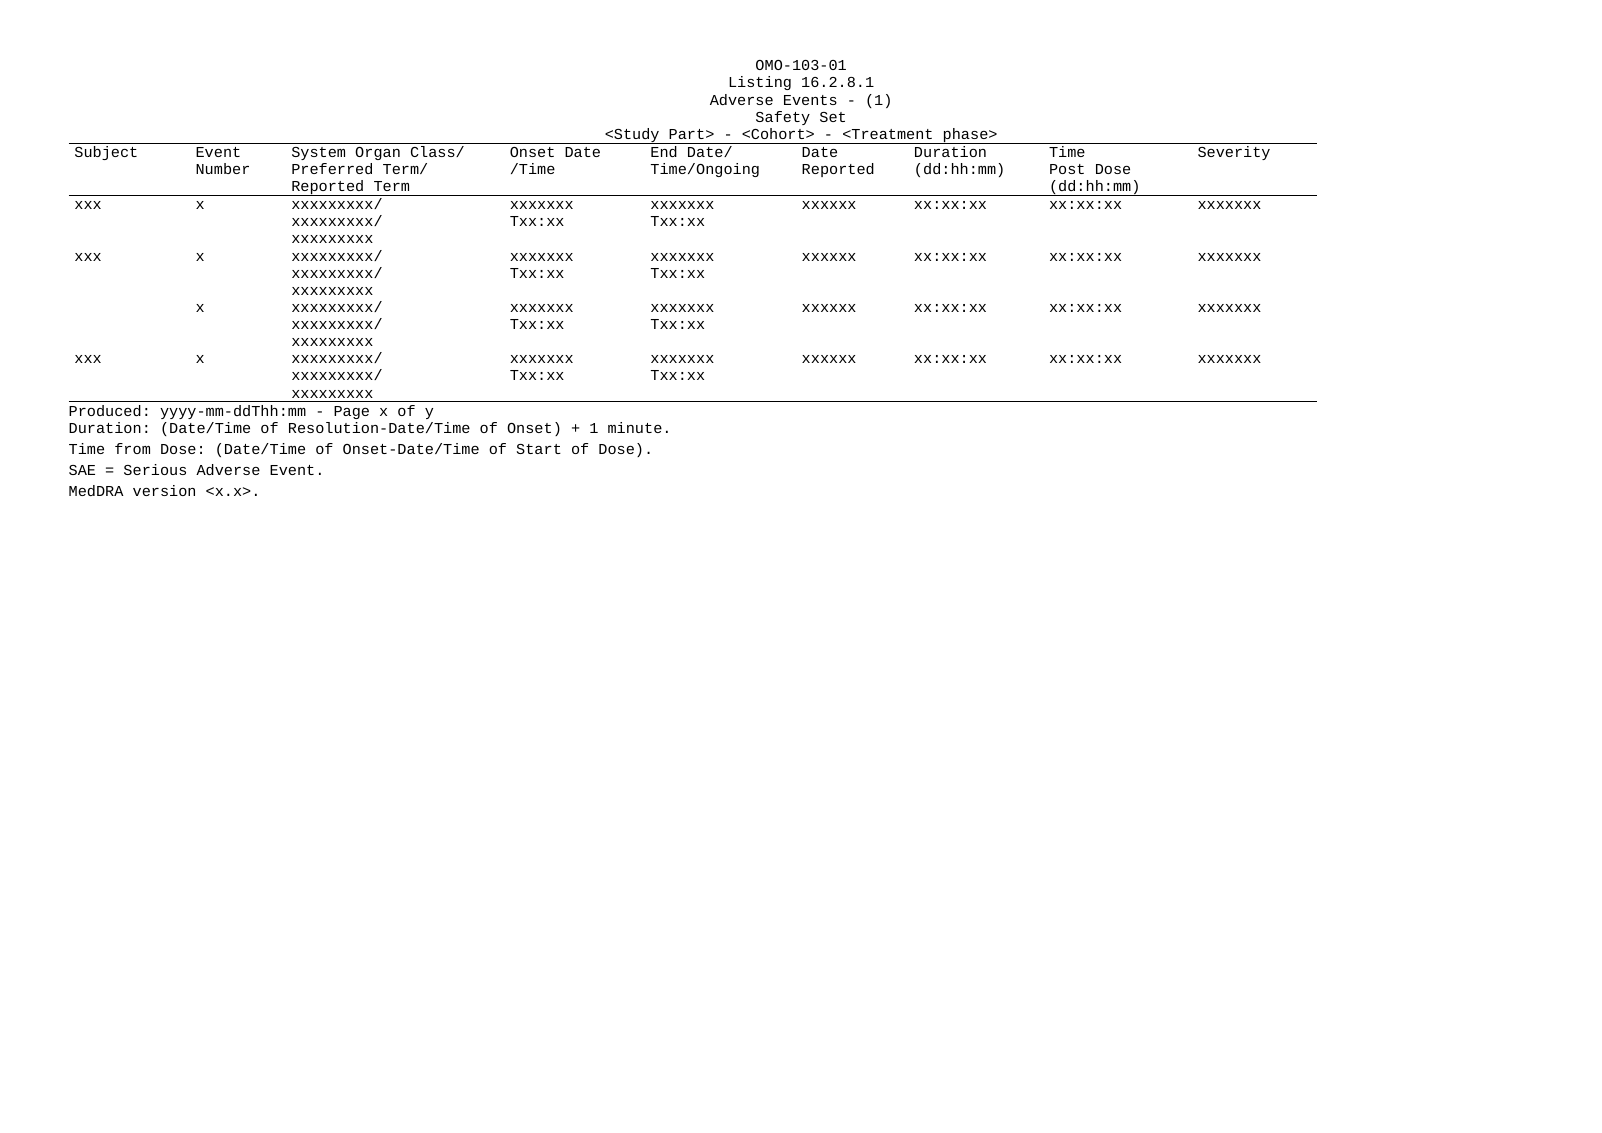 OMO-103-01
Listing 16.2.8.1
Adverse Events - (1)
Safety Set
<Study Part> - <Cohort> - <Treatment phase>
Subject Event System Organ Class/ Onset Date End Date/ Date Duration Time Severity
Number Preferred Term/ /Time Time/Ongoing Reported (dd:hh:mm) Post Dose
Reported Term (dd:hh:mm)
xxx x xxxxxxxxx/ xxxxxxx xxxxxxx xxxxxx xx:xx:xx xx:xx:xx xxxxxxx
xxxxxxxxx/ Txx:xx Txx:xx
xxxxxxxxx
xxx x xxxxxxxxx/ xxxxxxx xxxxxxx xxxxxx xx:xx:xx xx:xx:xx xxxxxxx
xxxxxxxxx/ Txx:xx Txx:xx
xxxxxxxxx
x xxxxxxxxx/ xxxxxxx xxxxxxx xxxxxx xx:xx:xx xx:xx:xx xxxxxxx
xxxxxxxxx/ Txx:xx Txx:xx
xxxxxxxxx
xxx x xxxxxxxxx/ xxxxxxx xxxxxxx xxxxxx xx:xx:xx xx:xx:xx xxxxxxx
xxxxxxxxx/ Txx:xx Txx:xx
xxxxxxxxx
Produced: yyyy-mm-ddThh:mm - Page x of y
Duration: (Date/Time of Resolution-Date/Time of Onset) + 1 minute.
Time from Dose: (Date/Time of Onset-Date/Time of Start of Dose).
SAE = Serious Adverse Event.
MedDRA version <x.x>.